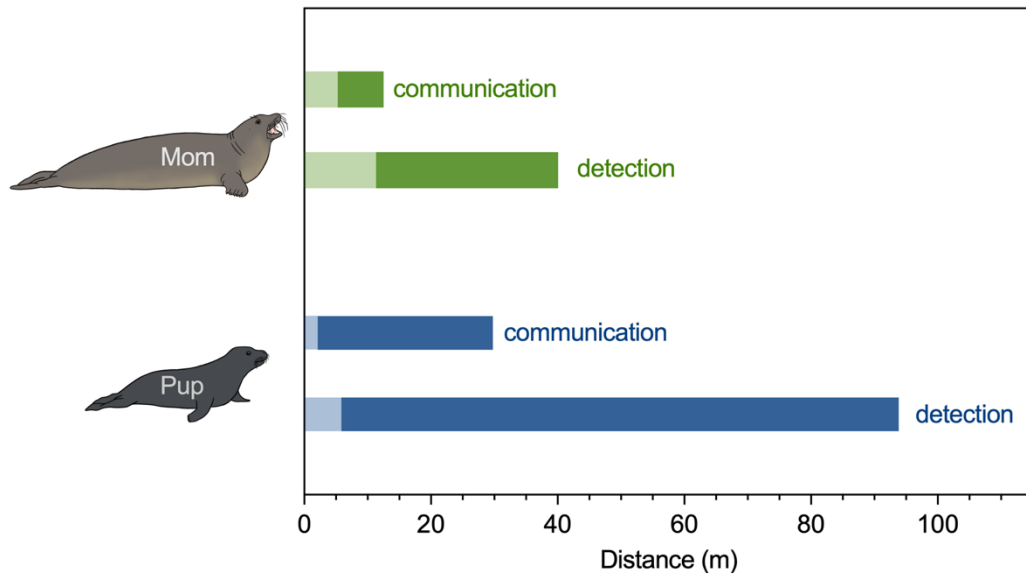 communication
Mom
detection
communication
Pup
detection
0 20 40 60 80 100
Distance (m)